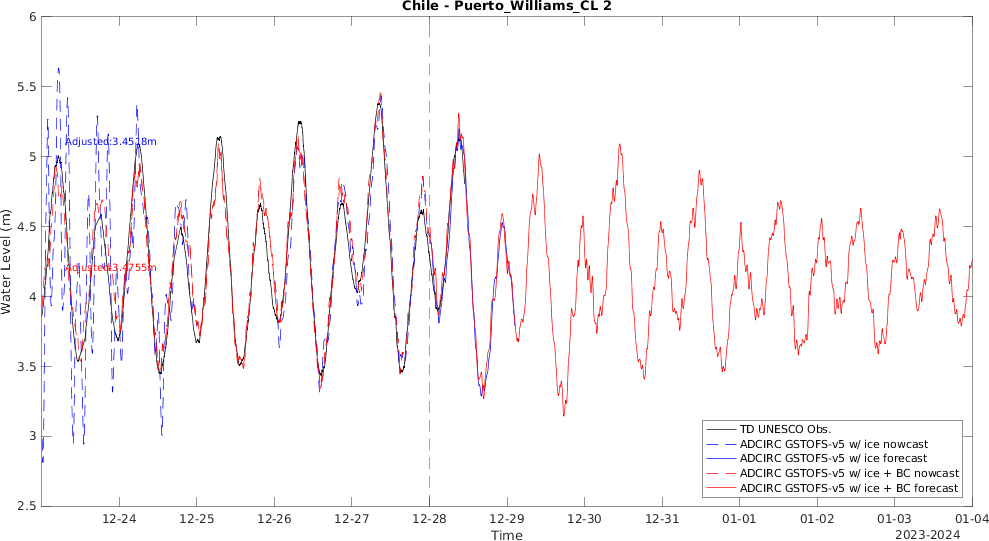 Chile - Puerto_Williams_CL 2
6
5.5
5
4.5
4
3.5
3
2.5
Water Level (m)
Adjusted:3.4518m
Adjusted:3.4755m
TD UNESCO Obs.
ADCIRC GSTOFS-v5 w/ ice nowcast
ADCIRC GSTOFS-v5 w/ ice forecast
ADCIRC GSTOFS-v5 w/ ice + BC nowcast
ADCIRC GSTOFS-v5 w/ ice + BC forecast
12-24 12-25 12-26 12-27 12-28 12-29 12-30 12-31 01-01 01-02 01-03 01-04
Time
2023-2024